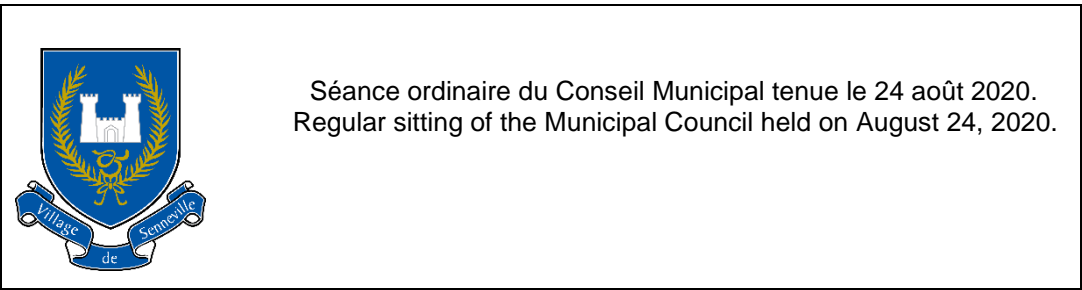 Séance ordinaire du Conseil Municipal tenue le 24 août 2020.
Regular sitting of the Municipal Council held on August 24, 2020.
Village
de
Senneville